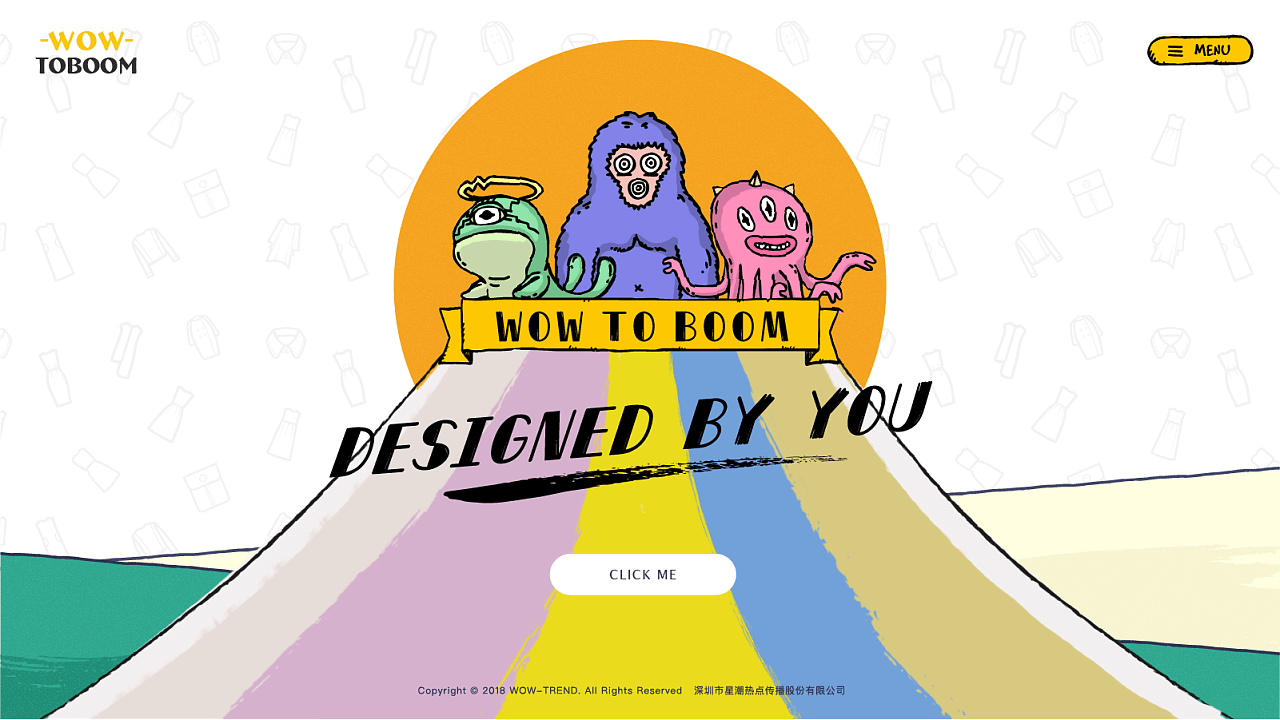 -WOW-
TOBOOM
MENU
WOW TO BOOM
DESIGNED BY YOU
CLICK ME
Copyright © 2018 WOW-TREND. All Rights Reserved 深圳市星潮热点传播股份有限公司